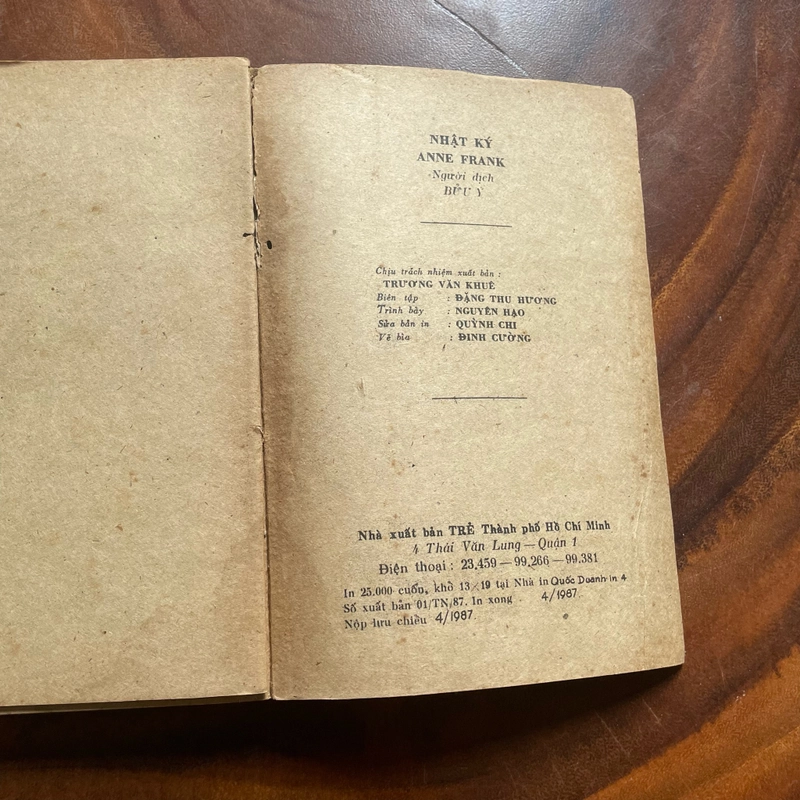 NHẬT KÝ
ANNE FRANK
Người dịch
BỬU Ý
Chịu trách nhiệm xuất bản :
TRƯƠNG VĂN KHUÊ
Biên tập : ĐẶNG THU HƯƠNG
Trình bày : NGUYÊN HẠO
Sửa bản in : QUỲNH CHI
Vẽ bìa : ĐINH CƯỜNG
Nhà xuất bản TRẺ Thành phố Hồ Chí Minh
4 Thái Văn Lung — Quận 1
Điện thoại : 23.459 — 99.266 — 99.381
In 25.000 cuốn, khổ 13 × 19 tại Nhà in Quốc Doanh in 4
Số xuất bản 01/TN/87. In xong 4/1987
Nộp lưu chiểu 4/1987